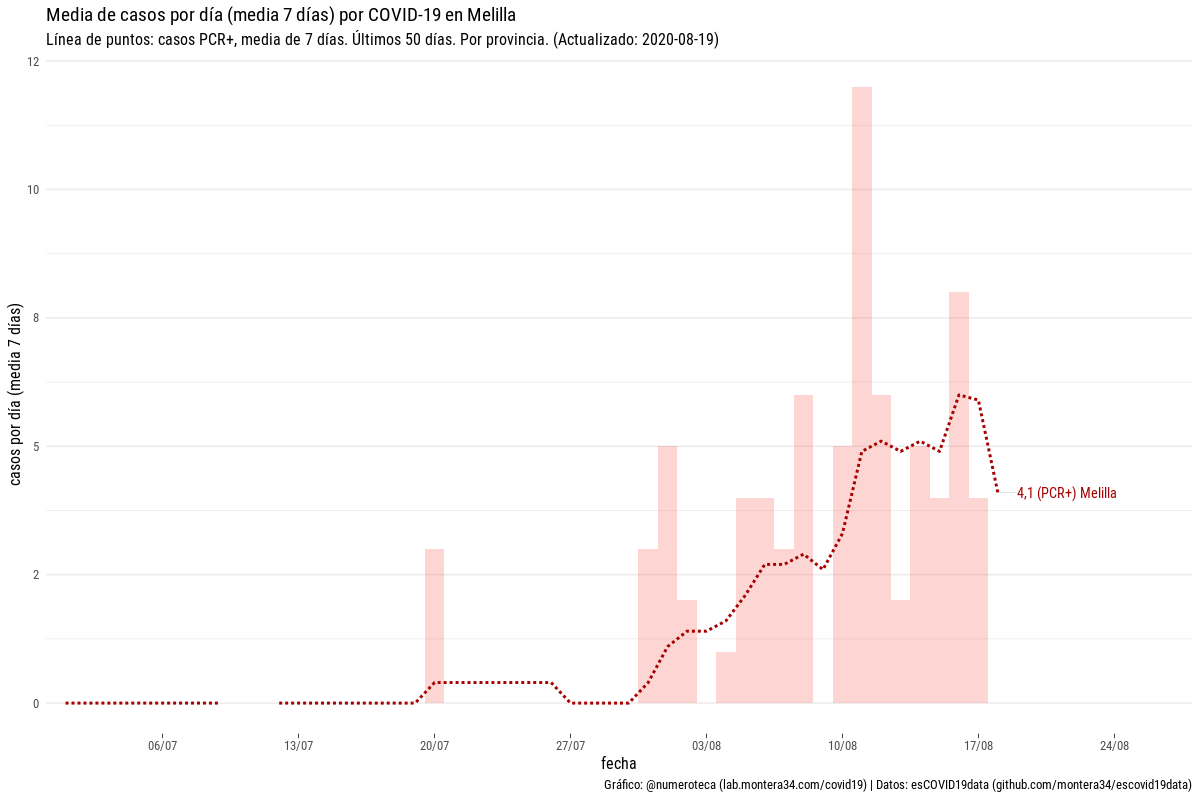 Media de casos por día (media 7 días) por COVID-19 en Melilla
Línea de puntos: casos PCR+, media de 7 días. Últimos 50 días. Por provincia. (Actualizado: 2020-08-19)
casos por día (media 7 días)
12
10
8
5
2
0
4,1 (PCR+) Melilla
06/07
13/07
20/07
27/07
03/08
10/08
17/08
24/08
fecha
Gráfico: @numeroteca (lab.montera34.com/covid19) | Datos: esCOVID19data (github.com/montera34/escovid19data)